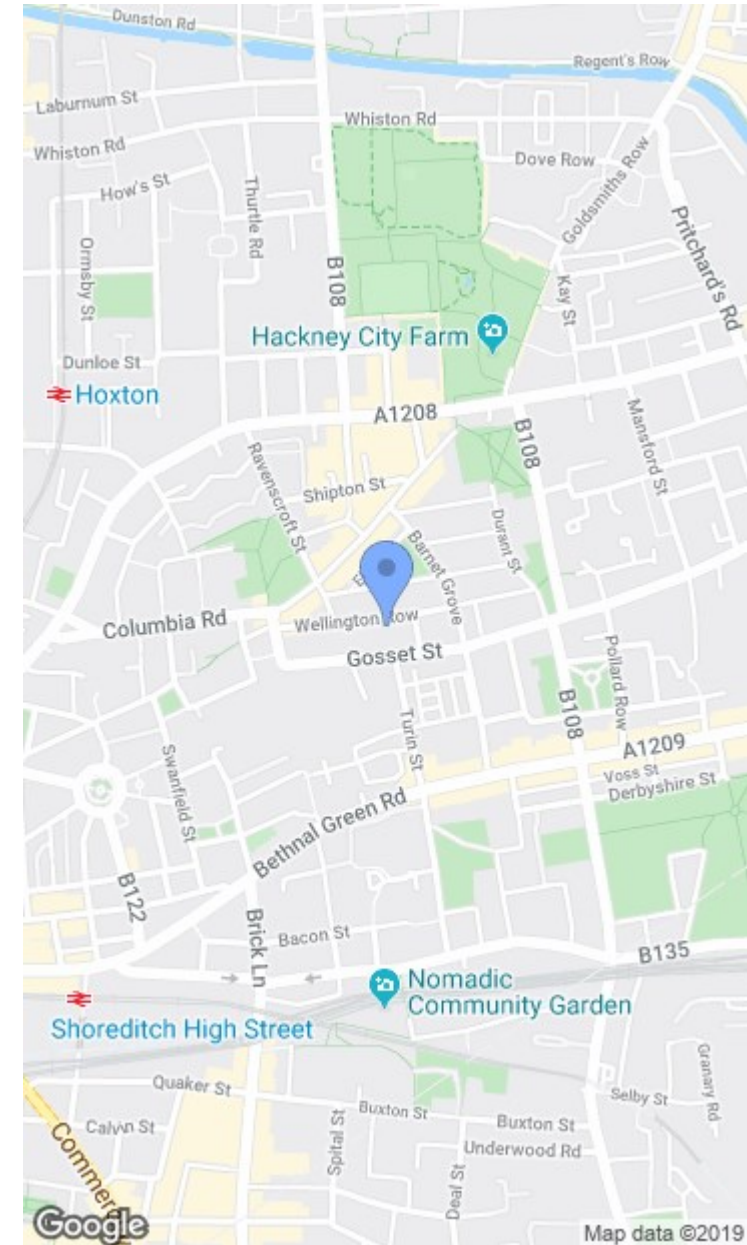 Dunston Rd
Regent's Row
Laburnum St
Whiston Rd
Whiston Rd
Dove Row
How's St
Thurtle Rd
Goldsmiths Row
Ormsby St
B108
Kay St
Pritchard's Rd
Hackney City Farm
Dunloe St
Hoxton
A1208
B108
Mansford St
Ravenscroft St
Shipton St
Durant St
Barnet Grove
Columbia Rd
Wellington Row
Gosset St
Pollard Row
B108
Turin St
A1209
Swanfield St
Voss St
Derbyshire St
Bethnal Green Rd
B122
Brick Ln
Bacon St
B135
Nomadic
Community Garden
Shoreditch High Street
Granary Rd
Quaker St
Buxton St
Selby St
Calvin St
Spital St
Buxton St
Underwood Rd
Deal St
Commerc
Google
Map data ©2019